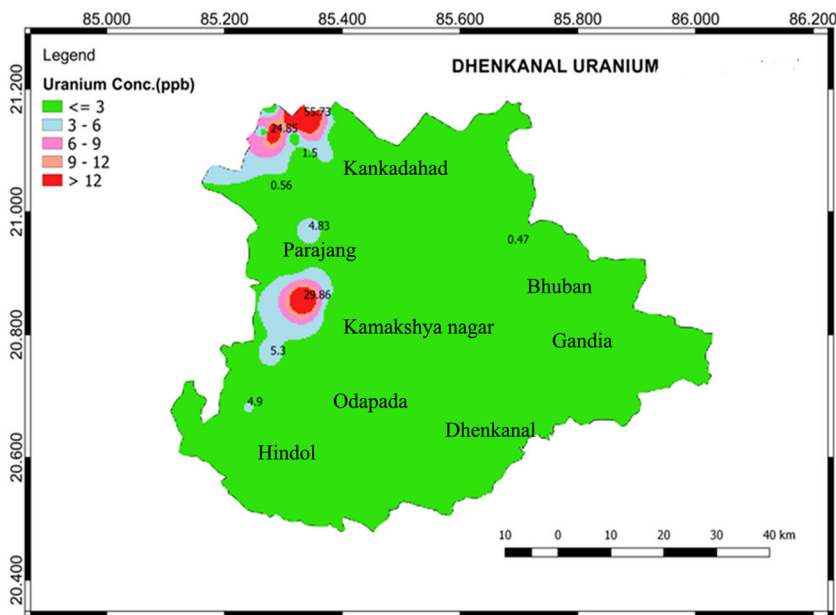 85.000 85.200 85.400 85.600 85.800 86.000 86.200
Legend
DHENKANAL URANIUM
Uranium Conc.(ppb)
<= 3
3 - 6
6 - 9
9 - 12
> 12
21.200
21.000
20.800
20.600
20.400
55.73
24.85
1.5
Kankadahad
0.56
4.83
0.47
Parajang
Bhuban
29.86
Kamakshya nagar
Gandia
5.3
4.9
Odapada
Dhenkanal
Hindol
10 0 10 20 30 40 km